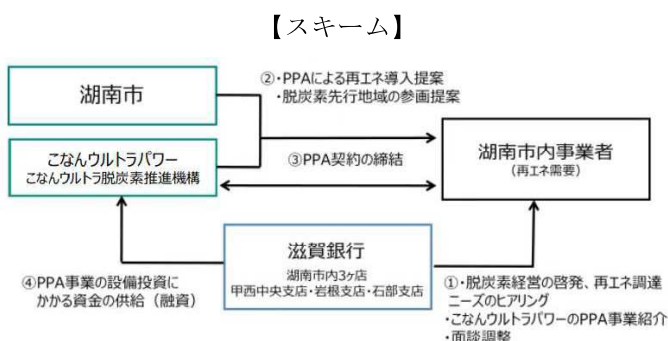 【スキーム】
湖南市
②・PPAによる再エネ導入提案
・脱炭素先行地域の参画提案
こなんウルトラパワー
こなんウルトラ脱炭素推進機構
③PPA契約の締結
湖南市内事業者
(再エネ需要)
滋賀銀行
湖南市内3ヶ店
甲西中央支店・岩根支店・石部支店
④PPA事業の設備投資に
かかる資金の供給（融資）
①・脱炭素経営の啓発、再エネ調達
ニーズのヒアリング
・こなんウルトラパワーのPPA事業紹介
・面談調整